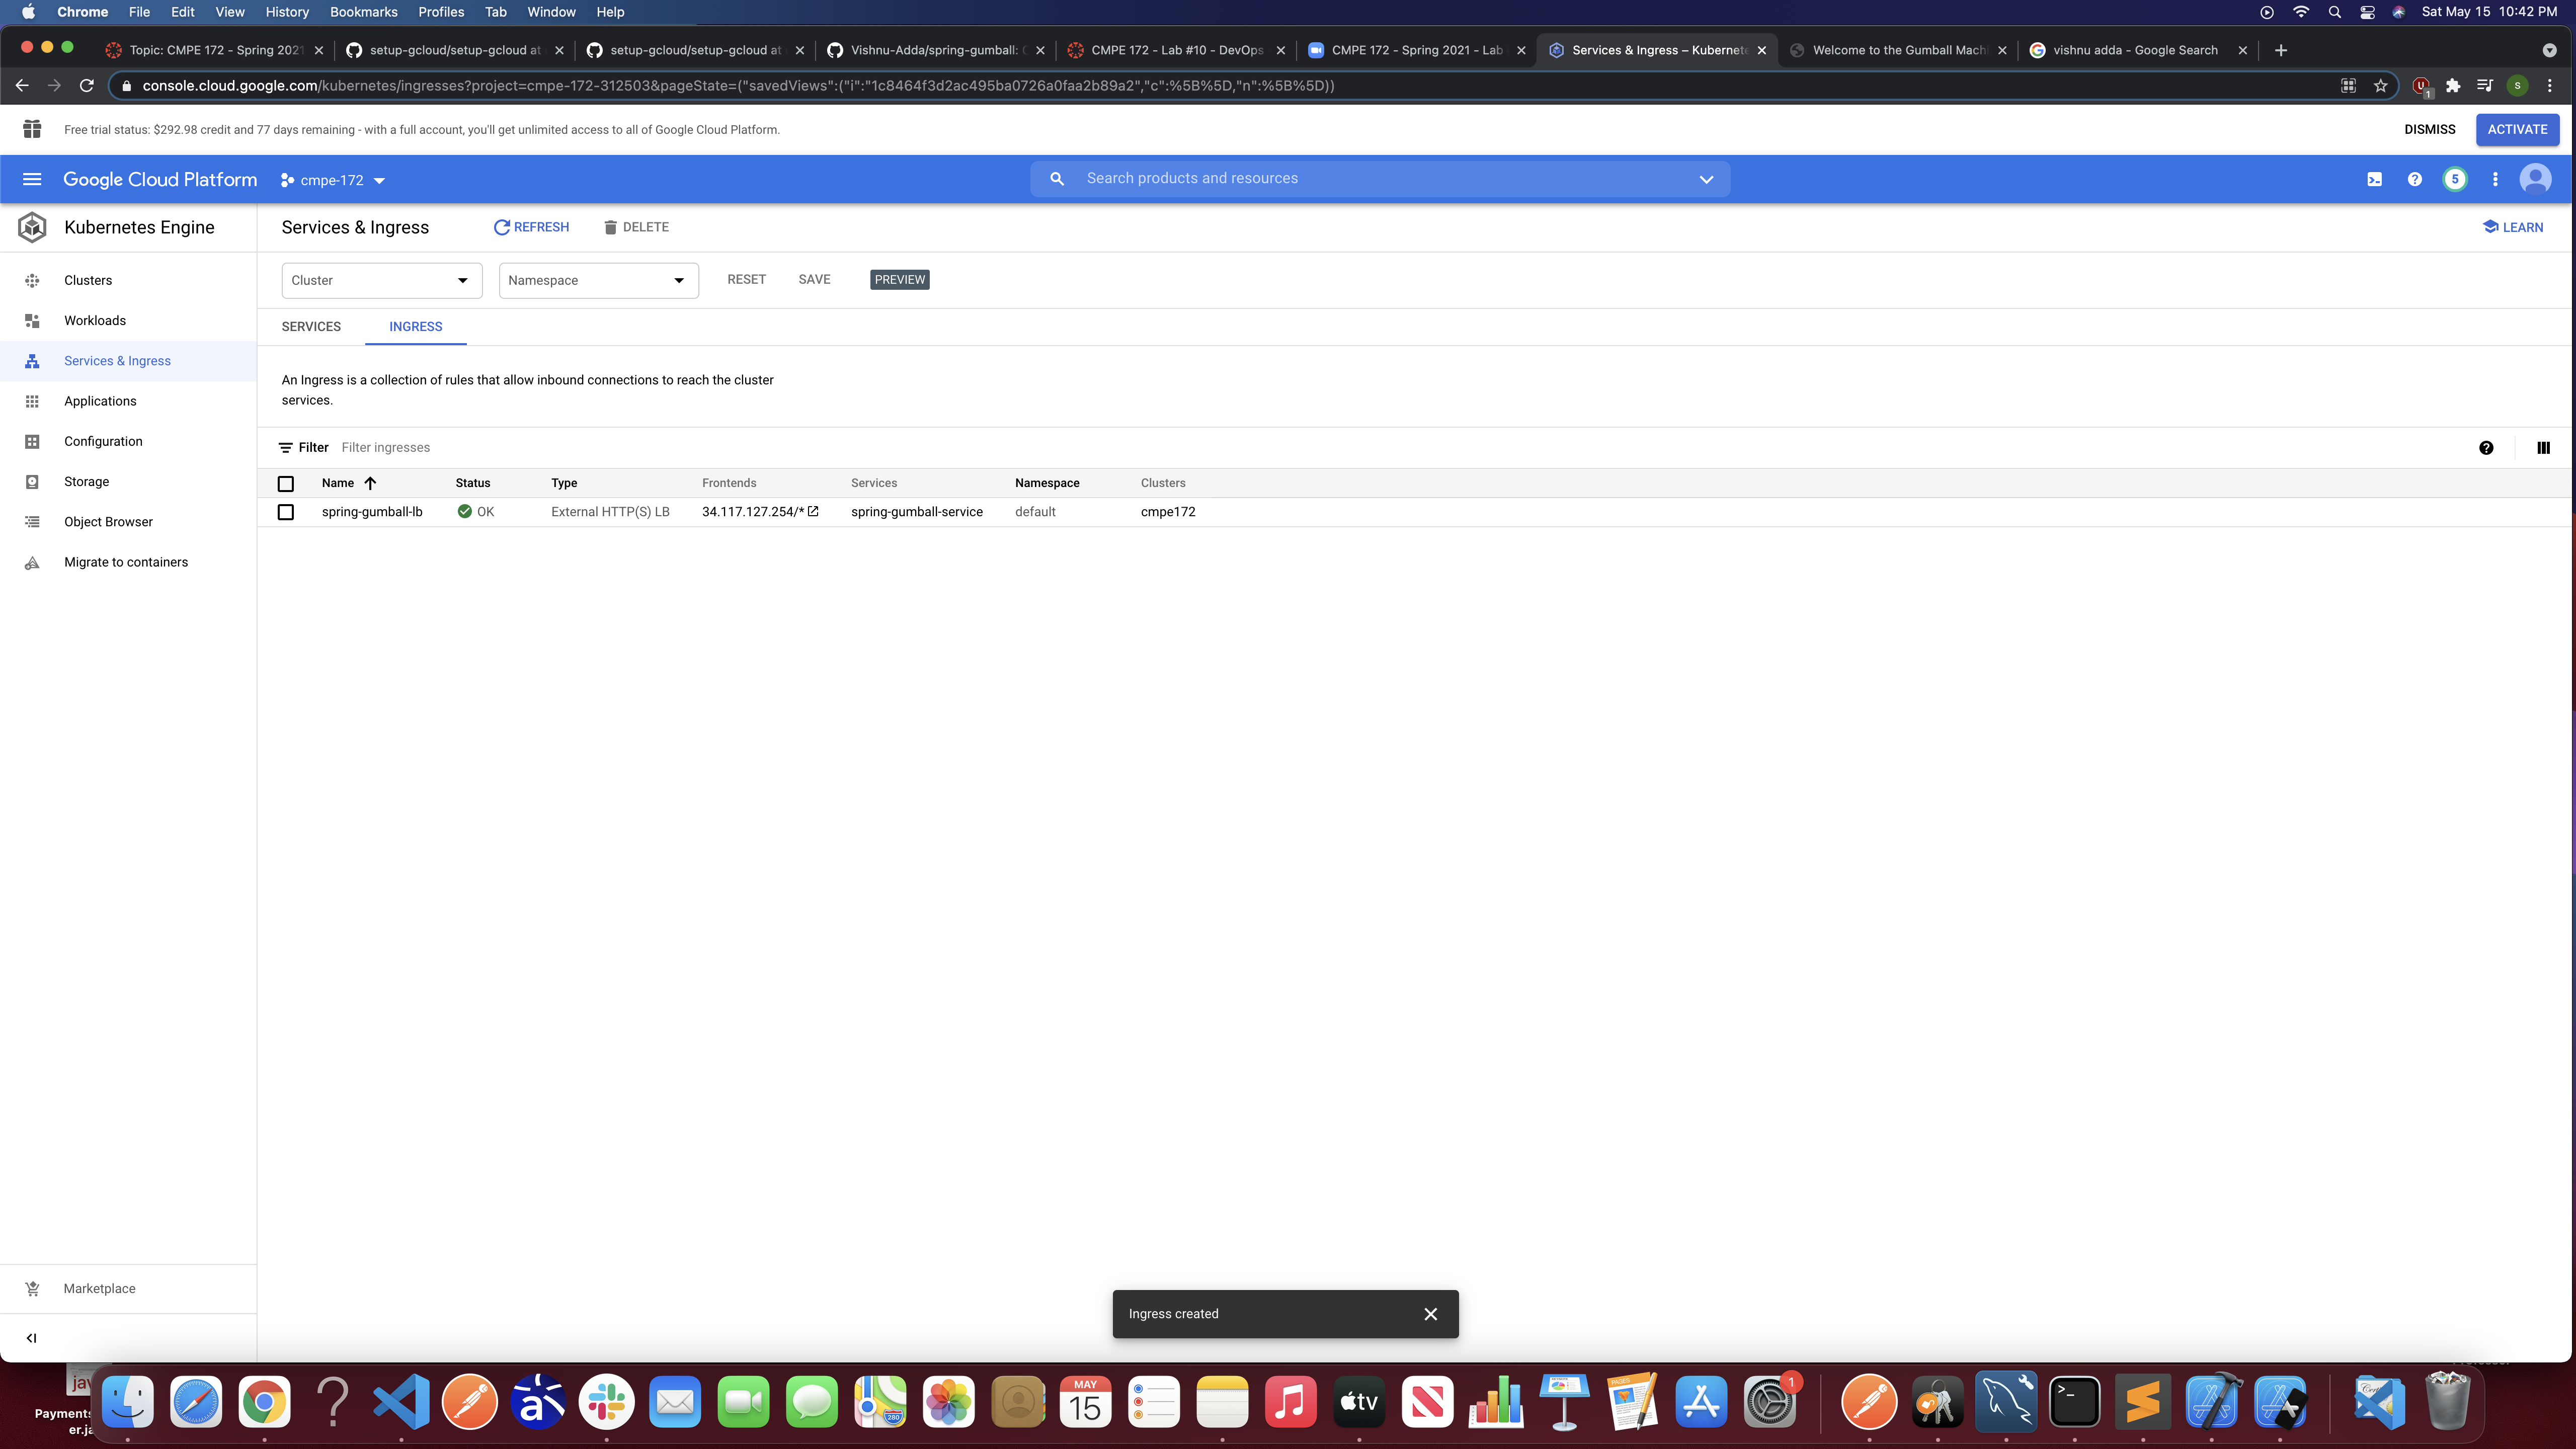 Chrome File Edit View History Bookmarks Profiles Tab Window Help Sat May 15 10:42 PM
Topic: CMPE 172 - Spring 2021 setup-gcloud/setup-gcloud at setup-gcloud/setup-gcloud at Vishnu-Adda/spring-gumball: CMPE 172 - Lab #10 - DevOps CMPE 172 - Spring 2021 - Lab Services & Ingress – Kubernete Welcome to the Gumball Mach vishnu adda - Google Search
console.cloud.google.com/kubernetes/ingresses?project=cmpe-172-312503&pageState=("savedViews":("i":"1c8464f3d2ac495ba0726a0faa2b89a2","c":%5B%5D,"n":%5B%5D)) 1 S
Free trial status: $292.98 credit and 77 days remaining - with a full account, you'll get unlimited access to all of Google Cloud Platform. DISMISS ACTIVATE
Google Cloud Platform cmpe-172 Search products and resources 5
Kubernetes Engine Services & Ingress REFRESH DELETE LEARN
Clusters
Workloads
Services & Ingress
Applications
Configuration
Storage
Object Browser
Migrate to containers
Cluster Namespace RESET SAVE PREVIEW
SERVICES INGRESS
An Ingress is a collection of rules that allow inbound connections to reach the cluster
services.
Filter Filter ingresses
Name Status Type Frontends Services Namespace Clusters
spring-gumball-lb OK External HTTP(S) LB 34.117.127.254/* spring-gumball-service default cmpe172
Marketplace
Ingress created
jav
Payments
er.ja
MAY
15
280
tv
PAGES
1